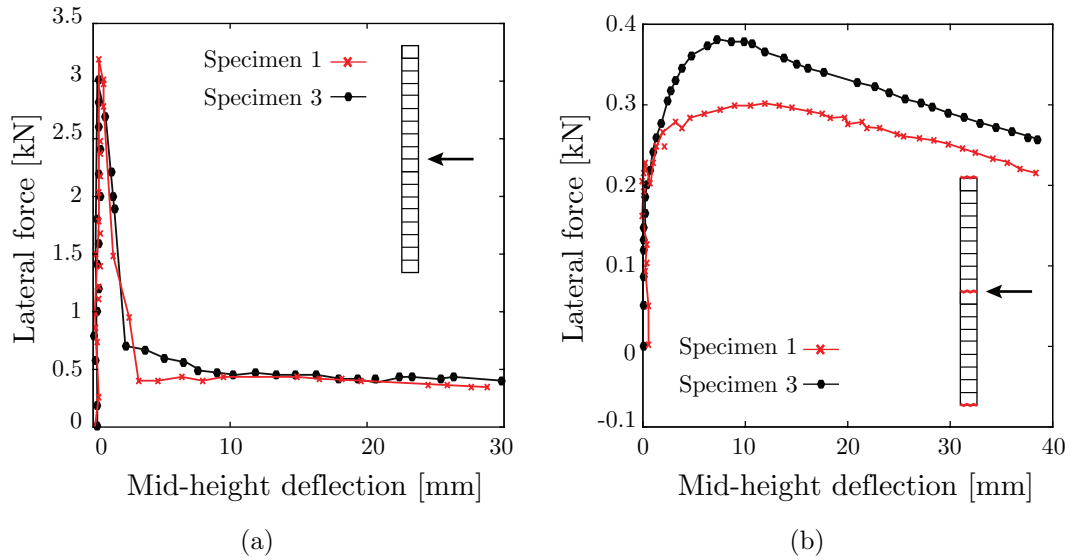 3.5
3
2.5
2
1.5
1
0.5
0
Lateral force [kN]
Specimen 1
Specimen 3
0 10 20 30
Mid-height deflection [mm]
(a)
0.4
0.3
0.2
0.1
0
-0.1
Lateral force [kN]
Specimen 1
Specimen 3
0 10 20 30 40
Mid-height deflection [mm]
(b)